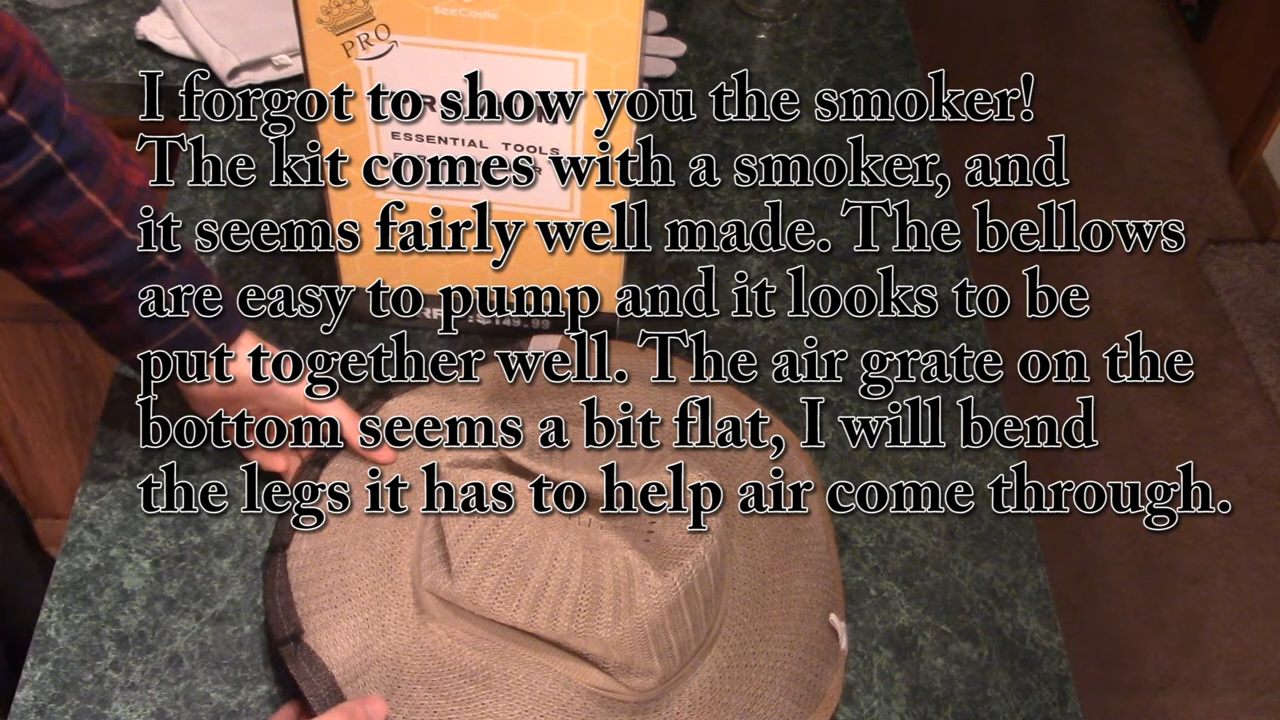 BeeCastle
PRO
ESSENTIAL TOOLS
I forgot to show you the smoker!
The kit comes with a smoker, and
it seems fairly well made. The bellows
are easy to pump and it looks to be
put together well. The air grate on the
bottom seems a bit flat, I will bend
the legs it has to help air come through.